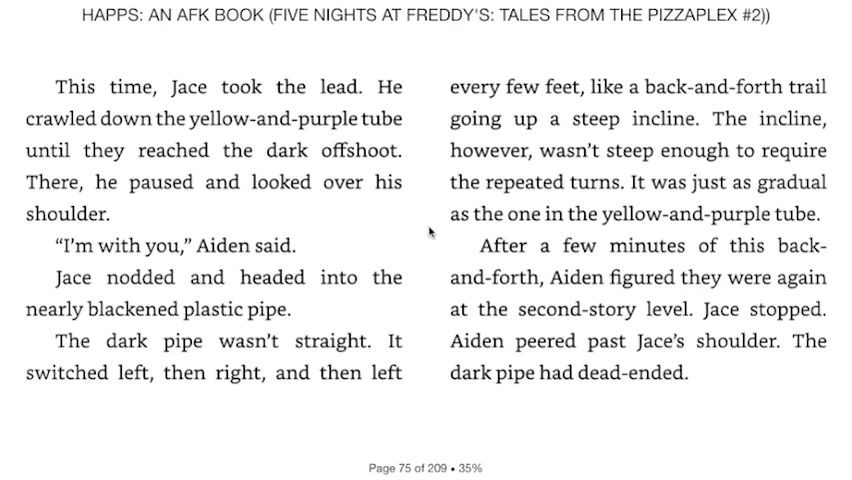 HAPPS: AN AFK BOOK (FIVE NIGHTS AT FREDDY'S: TALES FROM THE PIZZAPLEX #2))
This time, Jace took the lead. He
crawled down the yellow-and-purple tube
until they reached the dark offshoot.
There, he paused and looked over his
shoulder.
“I’m with you,” Aiden said.
Jace nodded and headed into the
nearly blackened plastic pipe.
The dark pipe wasn’t straight. It
switched left, then right, and then left
every few feet, like a back-and-forth trail
going up a steep incline. The incline,
however, wasn’t steep enough to require
the repeated turns. It was just as gradual
as the one in the yellow-and-purple tube.
After a few minutes of this back-
and-forth, Aiden figured they were again
at the second-story level. Jace stopped.
Aiden peered past Jace’s shoulder. The
dark pipe had dead-ended.
Page 75 of 209 • 35%